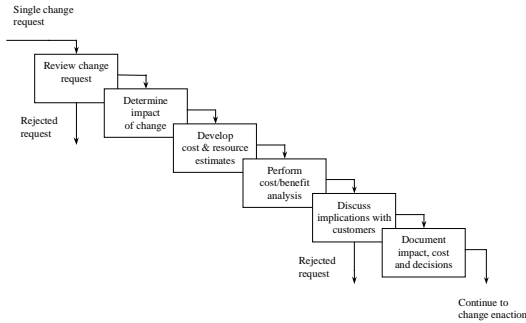 Single change
request
Review change
request
Determine
impact
of change
Rejected
request
Develop
cost & resource
estimates
Perform
cost/benefit
analysis
Discuss
implications with
customers
Document
impact, cost
and decisions
Rejected
request
Continue to
change enaction